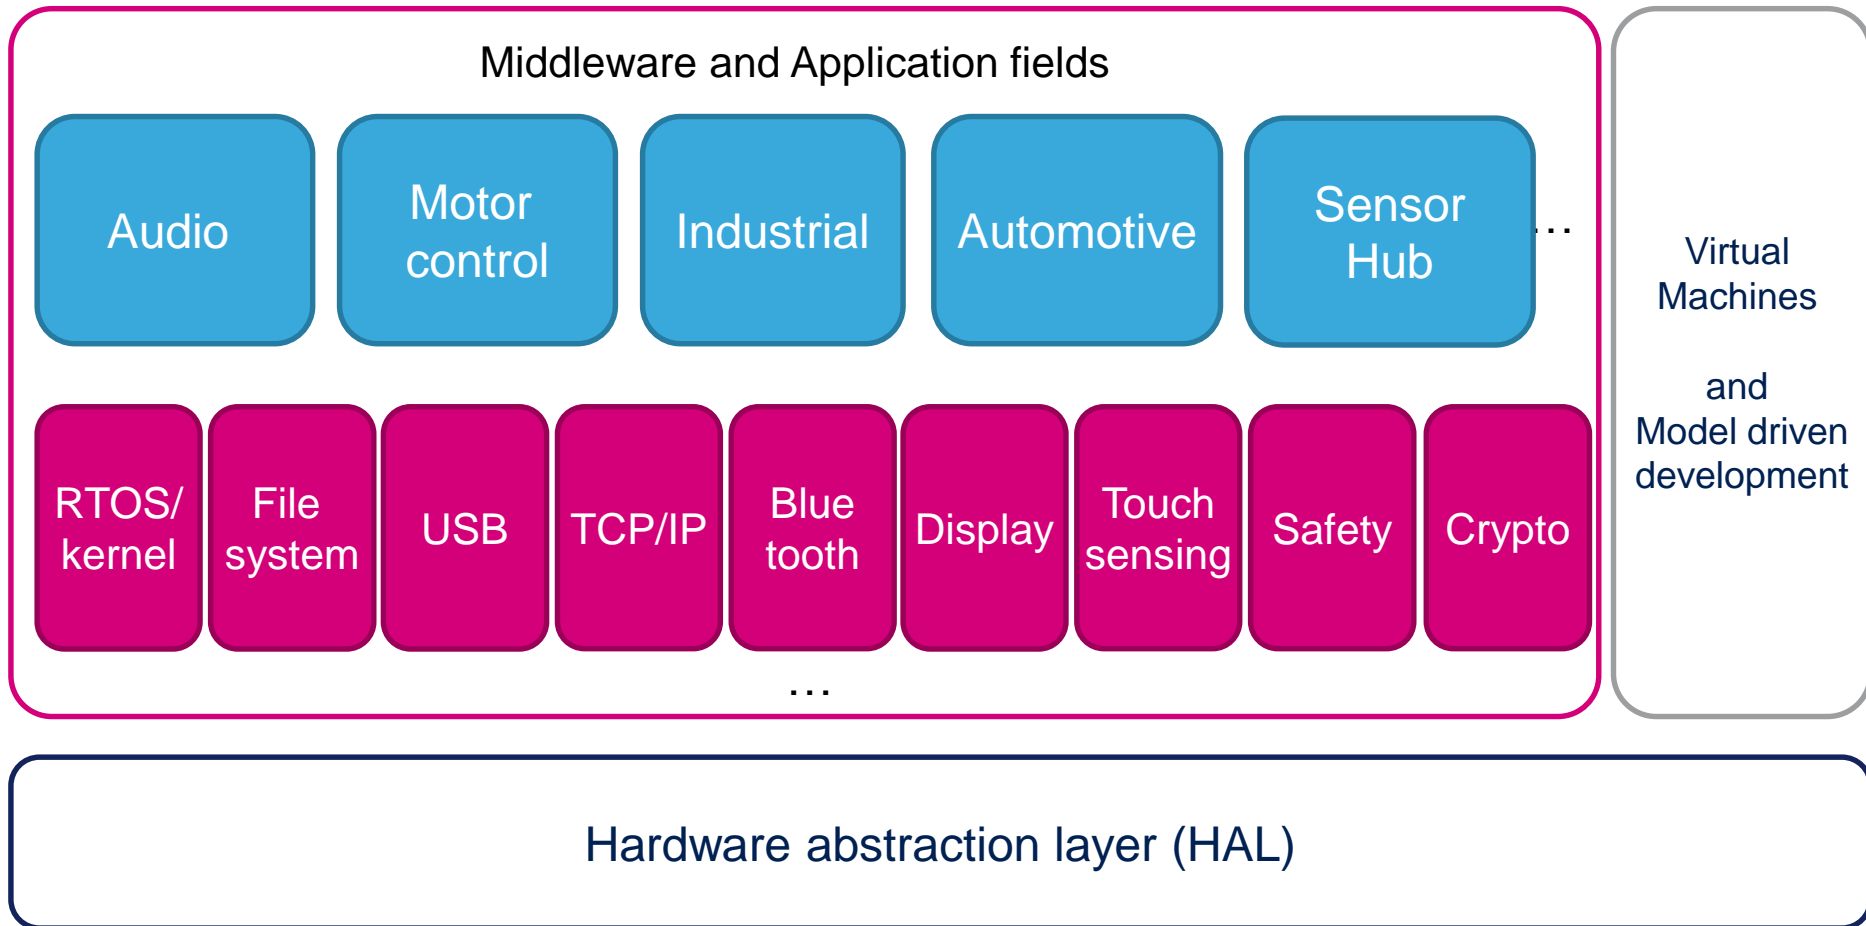 Middleware and Application fields
Audio
Motor
control
Industrial
Automotive
Sensor
Hub
...
RTOS/
kernel
File
system
USB
TCP/IP
Blue
tooth
Display
Touch
sensing
Safety
Crypto
...
Virtual
Machines
and
Model driven
development
Hardware abstraction layer (HAL)